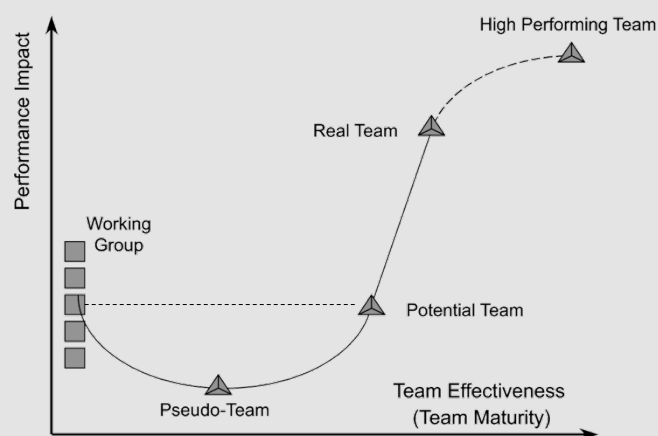 High Performing Team
Performance Impact
Real Team
Working
Group
Potential Team
Team Effectiveness
(Team Maturity)
Pseudo-Team